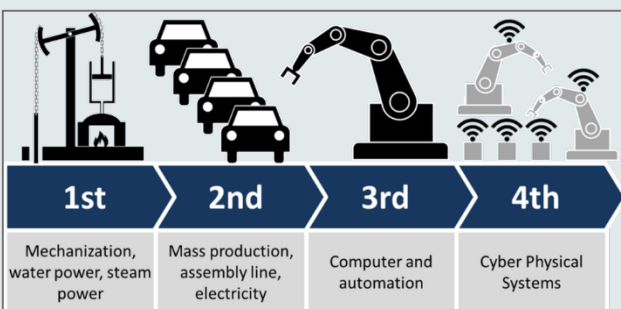 1st
2nd
3rd
4th
Mechanization,
water power, steam
power
Mass production,
assembly line,
electricity
Computer and
automation
Cyber Physical
Systems